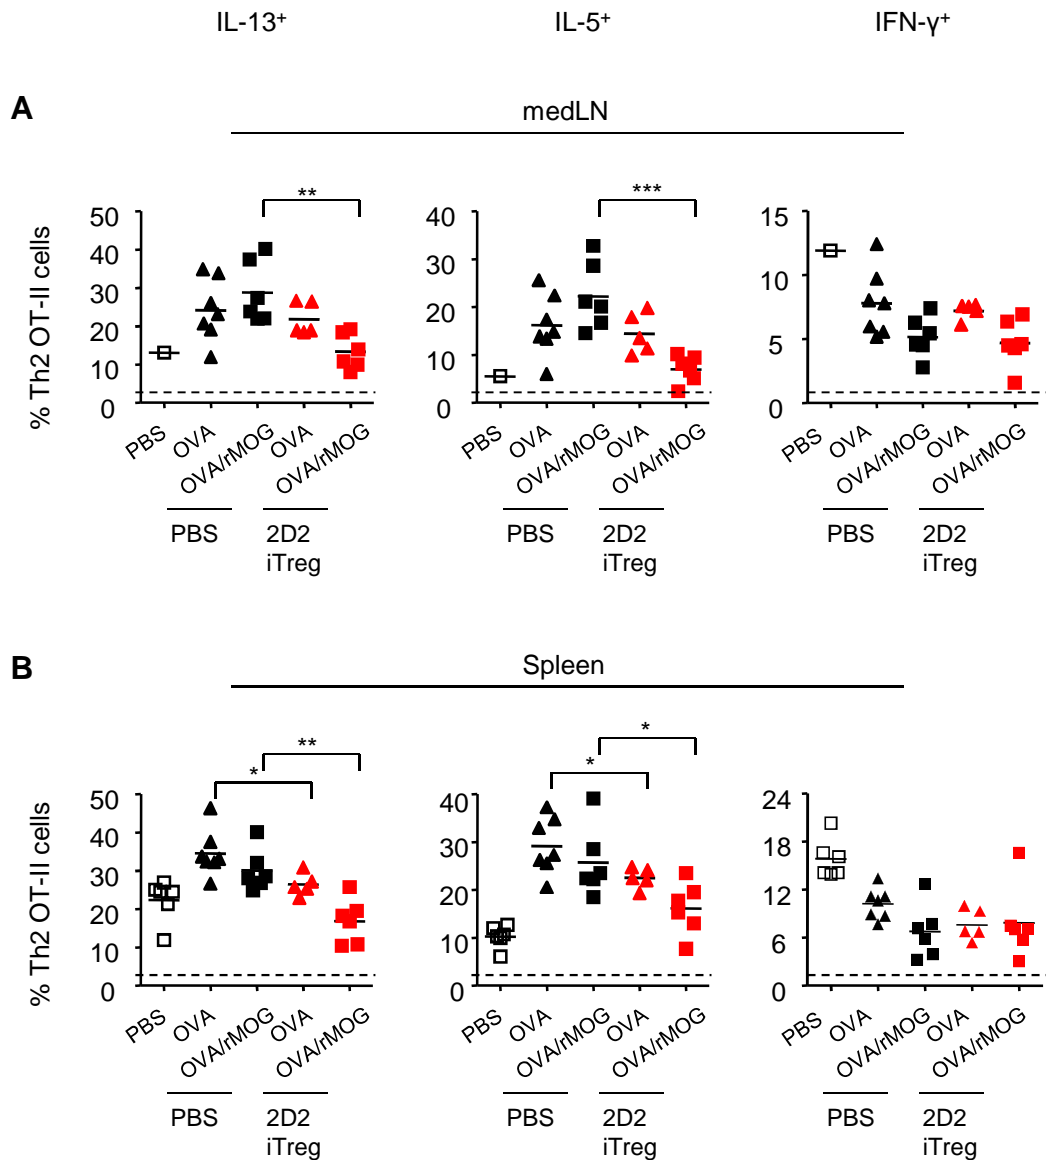 IL-13⁺ IL-5⁺ IFN-γ⁺
A
medLN
** ***
% Th2 OT-II cells
50 40 30 20 10 0
40 30 20 10 0
15 10 5 0
PBS OVA OVA/rMOG OVA OVA/rMOG
PBS OVA OVA/rMOG OVA OVA/rMOG
PBS OVA OVA/rMOG OVA OVA/rMOG
PBS 2D2 PBS 2D2 PBS 2D2
iTreg iTreg iTreg
B
Spleen
*
**
* *
% Th2 OT-II cells
50 40 30 20 10 0
40 30 20 10 0
24 18 12 6 0
PBS OVA OVA/rMOG OVA OVA/rMOG
PBS OVA OVA/rMOG OVA OVA/rMOG
PBS OVA OVA/rMOG OVA OVA/rMOG
PBS 2D2 PBS 2D2 PBS 2D2
iTreg iTreg iTreg